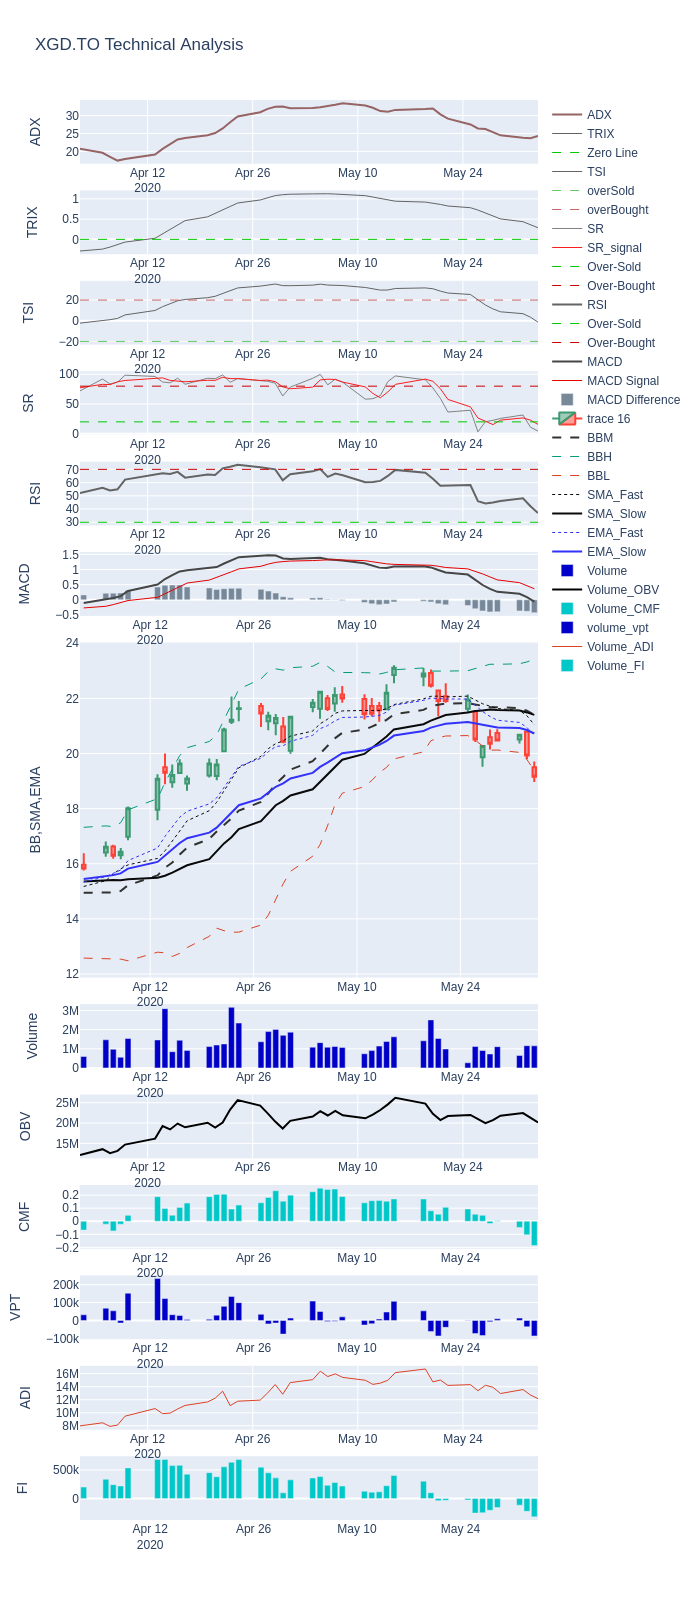 XGD.TO Technical Analysis
ADX
30
25
20
Apr 12
2020
Apr 26
May 10
May 24
TRIX
1
0.5
0
Apr 12
2020
Apr 26
May 10
May 24
TSI
20
0
−20
Apr 12
2020
Apr 26
May 10
May 24
SR
100
50
0
Apr 12
2020
Apr 26
May 10
May 24
RSI
70
60
50
40
30
Apr 12
2020
Apr 26
May 10
May 24
MACD
1.5
1
0.5
0
−0.5
Apr 12
2020
Apr 26
May 10
May 24
BB,SMA,EMA
24
22
20
18
16
14
12
Apr 12
2020
Apr 26
May 10
May 24
Volume
3M
2M
1M
0
Apr 12
2020
Apr 26
May 10
May 24
OBV
25M
20M
15M
Apr 12
2020
Apr 26
May 10
May 24
CMF
0.2
0.1
0
−0.1
−0.2
Apr 12
2020
Apr 26
May 10
May 24
VPT
200k
100k
0
−100k
Apr 12
2020
Apr 26
May 10
May 24
ADI
16M
14M
12M
10M
8M
Apr 12
2020
Apr 26
May 10
May 24
FI
500k
0
Apr 12
2020
Apr 26
May 10
May 24
ADX
TRIX
Zero Line
TSI
overSold
overBought
SR
SR_signal
Over-Sold
Over-Bought
RSI
Over-Sold
Over-Bought
MACD
MACD Signal
MACD Difference
trace 16
BBM
BBH
BBL
SMA_Fast
SMA_Slow
EMA_Fast
EMA_Slow
Volume
Volume_OBV
Volume_CMF
volume_vpt
Volume_ADI
Volume_FI